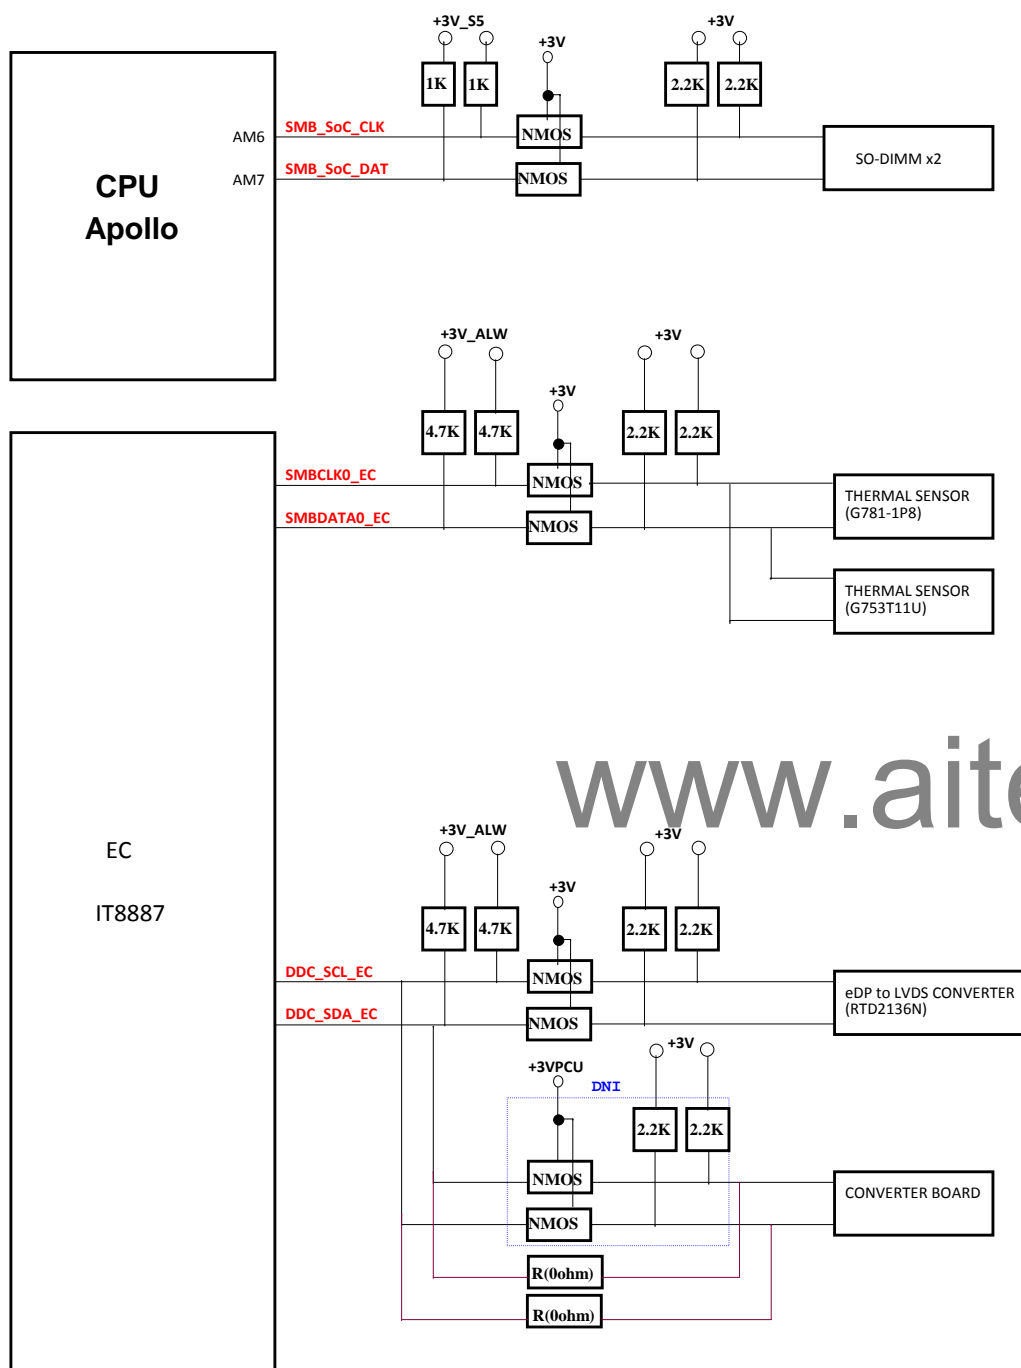 +3V_S5
+3V
+3V
1K
1K
2.2K
2.2K
CPU
Apollo
AM6
SMB_SoC_CLK
NMOS
AM7
SMB_SoC_DAT
NMOS
SO-DIMM x2
+3V_ALW
+3V
+3V
4.7K
4.7K
2.2K
2.2K
SMBCLK0_EC
NMOS
SMBDATA0_EC
NMOS
THERMAL SENSOR
(G781-1P8)
THERMAL SENSOR
(G753T11U)
www.aite
EC
IT8887
+3V_ALW
+3V
+3V
4.7K
4.7K
2.2K
2.2K
DDC_SCL_EC
NMOS
DDC_SDA_EC
NMOS
eDP to LVDS CONVERTER
(RTD2136N)
+3VPCU
DNI
+3V
2.2K
2.2K
NMOS
NMOS
CONVERTER BOARD
R(0ohm)
R(0ohm)